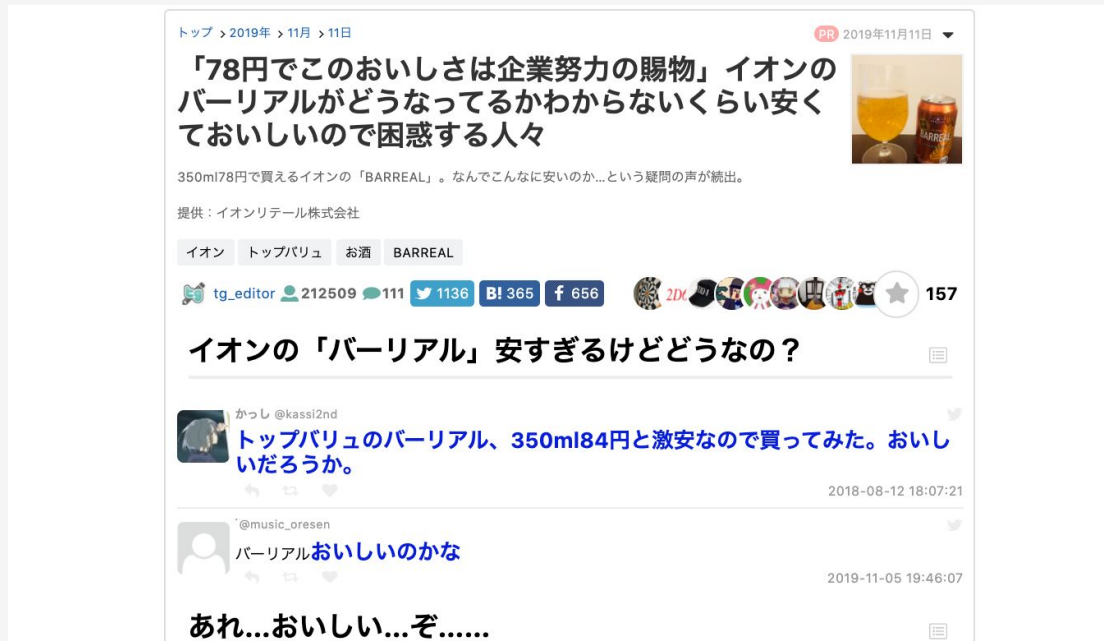 トップ > 2019年 > 11月 > 11日
PR 2019年11月11日
「78円でこのおいしさは企業努力の賜物」イオンの
バーリアルがどうなってるかわからないくらい安く
ておいしいので困惑する人々
BARREAL
350ml78円で買えるイオンの「BARREAL」。なんでこんなに安いのか…という疑問の声が続出。
提供：イオンリテール株式会社
イオン トップバリュ お酒 BARREAL
tg_editor 212509 111 1136 B! 365 f 656 157
イオンの「バーリアル」安すぎるけどどうなの？
かっし @kassi2nd
トップバリュのバーリアル、350ml84円と激安なので買ってみた。おいし
いだろうか。
2018-08-12 18:07:21
@music_oresen
バーリアルおいしいのかな
2019-11-05 19:46:07
あれ…おいしい…ぞ……